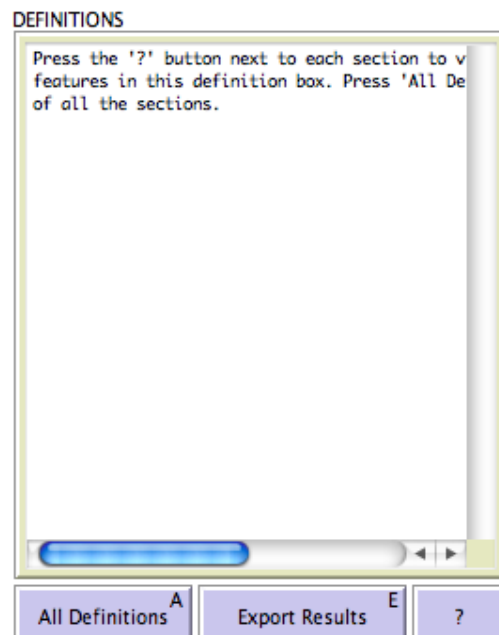 DEFINITIONS
Press the '?' button next to each section to v
features in this definition box. Press 'All De
of all the sections.
A
All Definitions
E
Export Results
?